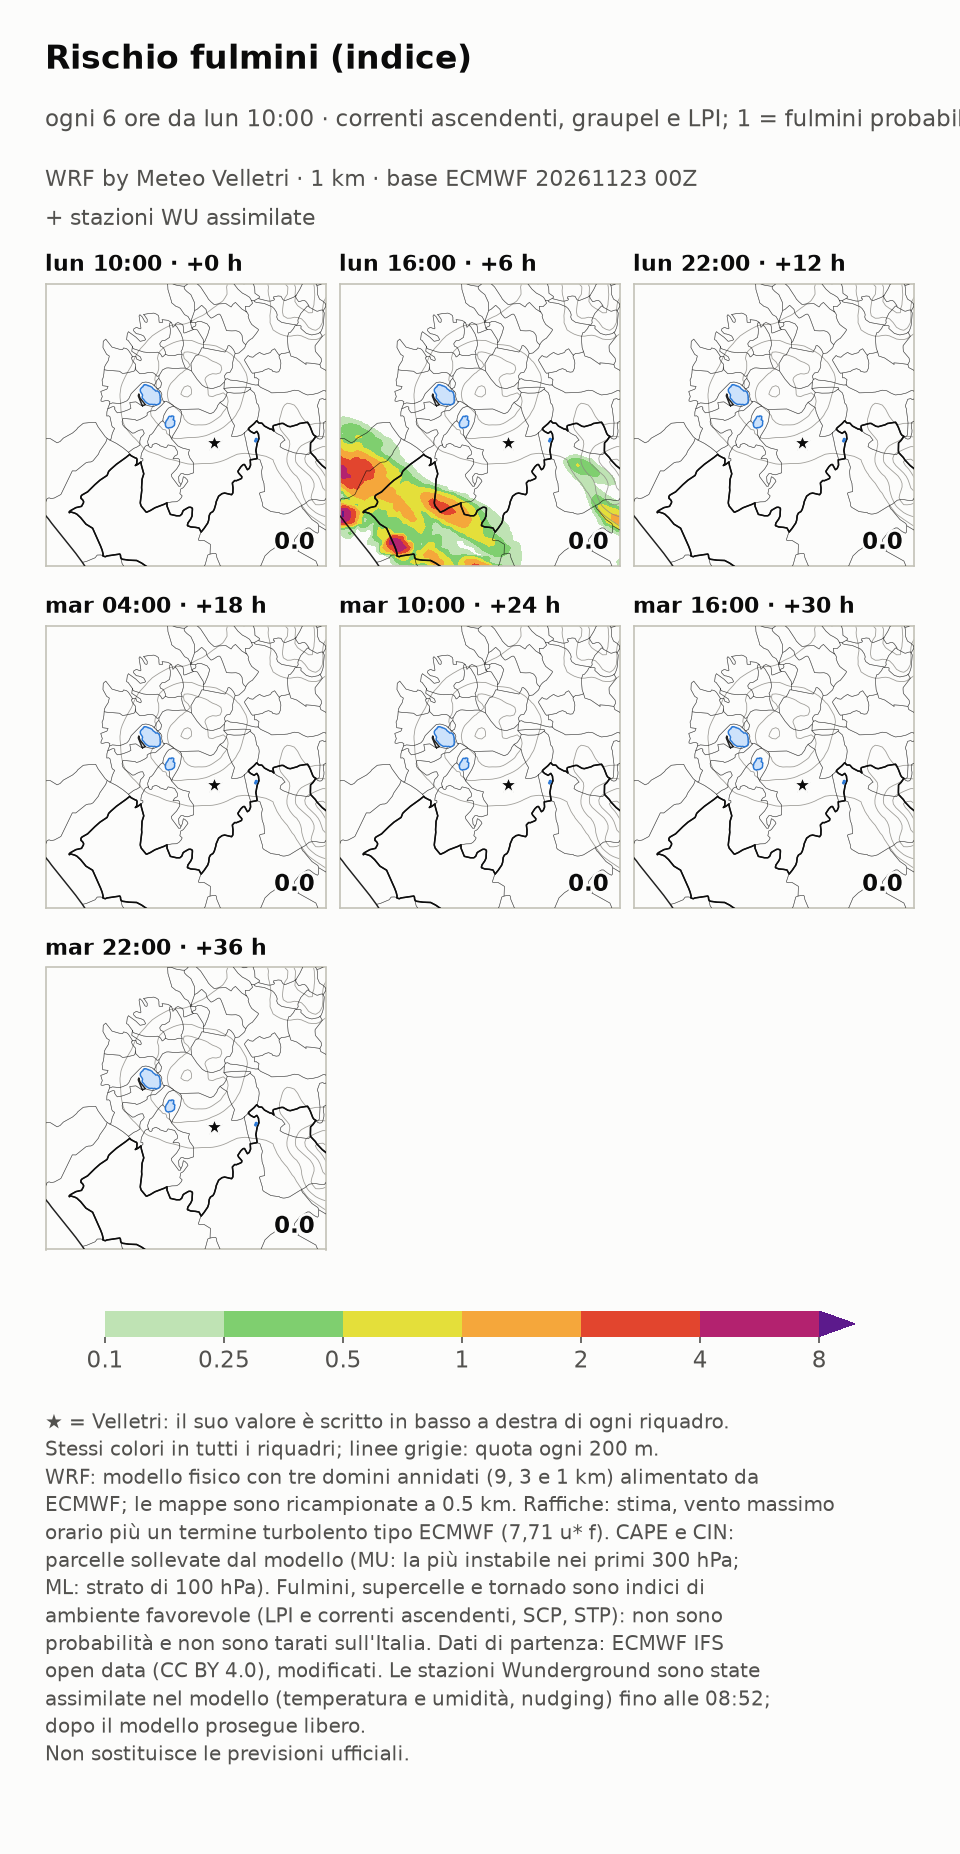 Rischio fulmini (indice)
ogni 6 ore da lun 10:00 · correnti ascendenti, graupel e LPI; 1 = fulmini probabil
WRF by Meteo Velletri · 1 km · base ECMWF 20261123 00Z
+ stazioni WU assimilate
lun 10:00 · +0 h
lun 16:00 · +6 h
lun 22:00 · +12 h
0.0
0.0
0.0
mar 04:00 · +18 h
mar 10:00 · +24 h
mar 16:00 · +30 h
0.0
0.0
0.0
mar 22:00 · +36 h
0.0
0.1 0.25 0.5 1 2 4 8
★ = Velletri: il suo valore è scritto in basso a destra di ogni riquadro.
Stessi colori in tutti i riquadri; linee grigie: quota ogni 200 m.
WRF: modello fisico con tre domini annidati (9, 3 e 1 km) alimentato da
ECMWF; le mappe sono ricampionate a 0.5 km. Raffiche: stima, vento massimo
orario più un termine turbolento tipo ECMWF (7,71 u* f). CAPE e CIN:
parcelle sollevate dal modello (MU: la più instabile nei primi 300 hPa;
ML: strato di 100 hPa). Fulmini, supercelle e tornado sono indici di
ambiente favorevole (LPI e correnti ascendenti, SCP, STP): non sono
probabilità e non sono tarati sull'Italia. Dati di partenza: ECMWF IFS
open data (CC BY 4.0), modificati. Le stazioni Wunderground sono state
assimilate nel modello (temperatura e umidità, nudging) fino alle 08:52;
dopo il modello prosegue libero.
Non sostituisce le previsioni ufficiali.